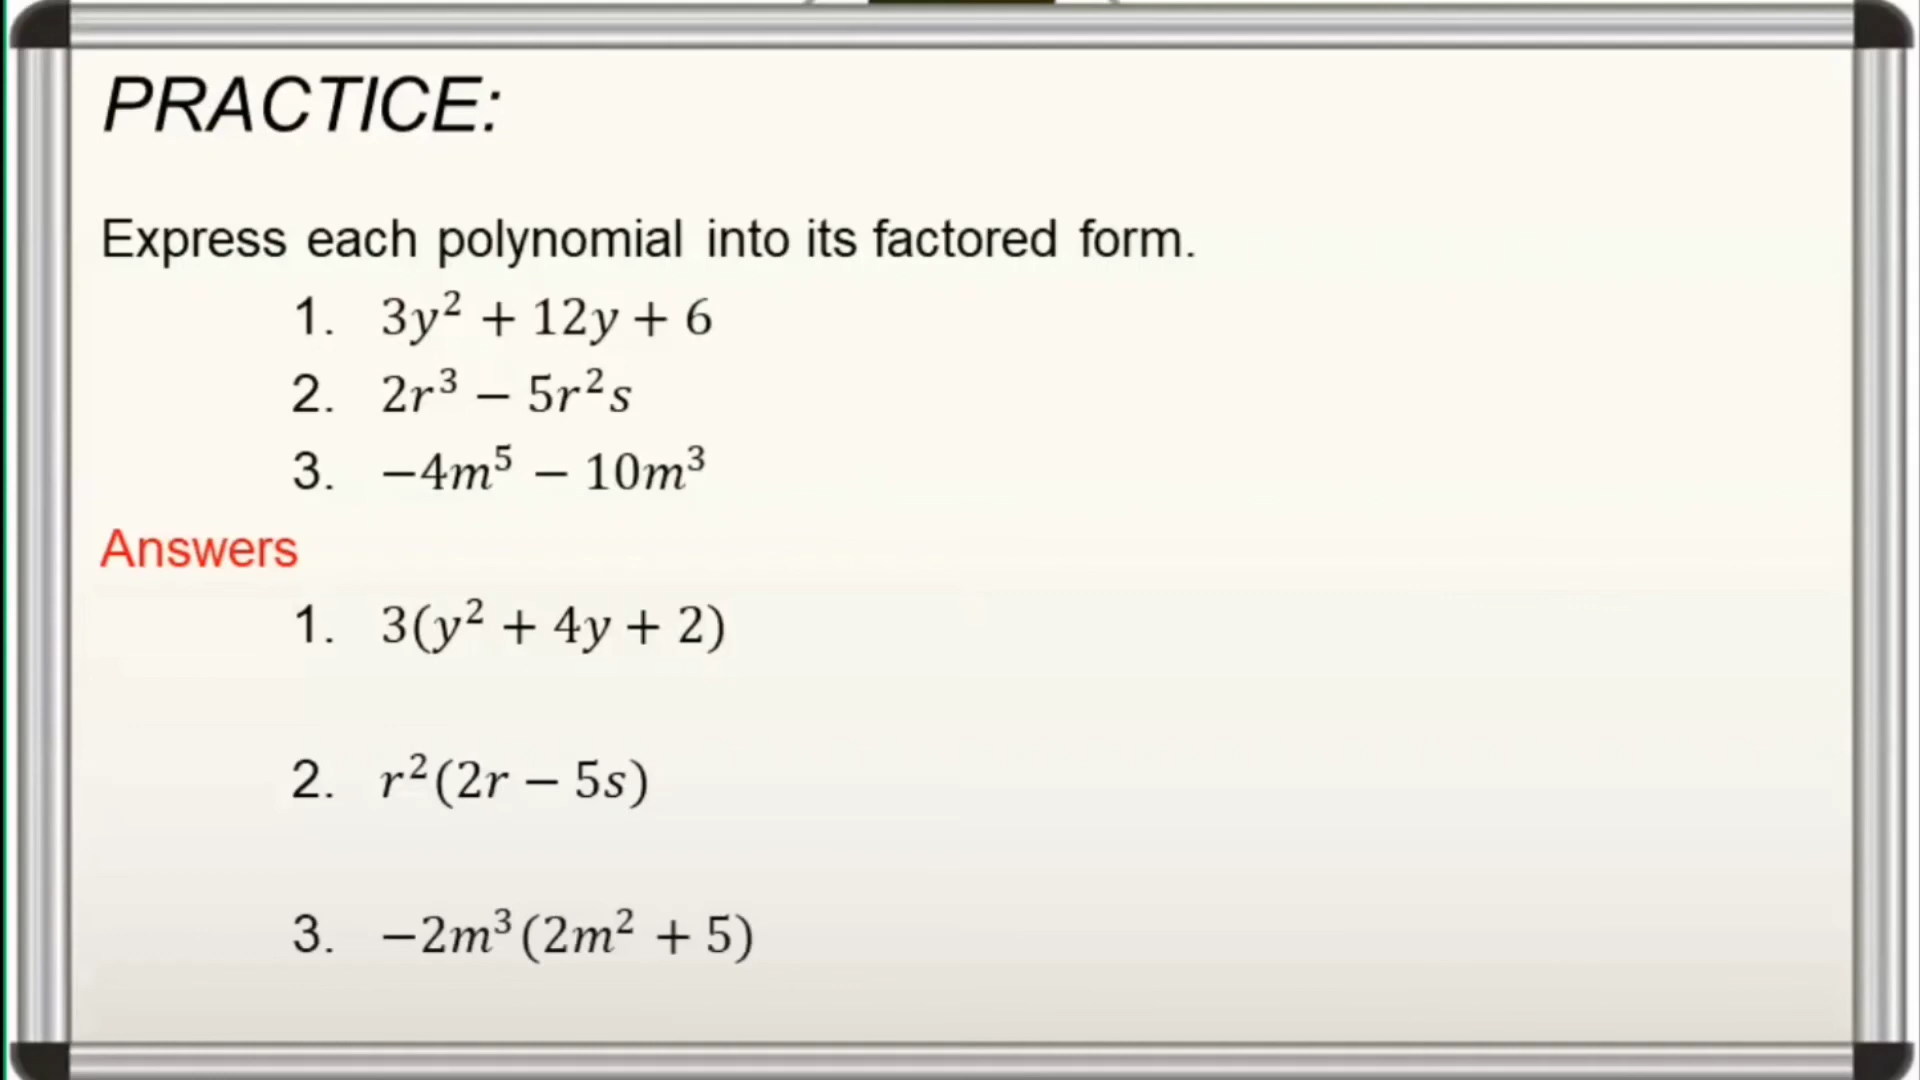 PRACTICE:
Express each polynomial into its factored form.
1. 3y² + 12y + 6
2. 2r³ − 5r²s
3. −4m⁵ − 10m³
Answers
1. 3(y² + 4y + 2)
2. r²(2r − 5s)
3. −2m³(2m² + 5)